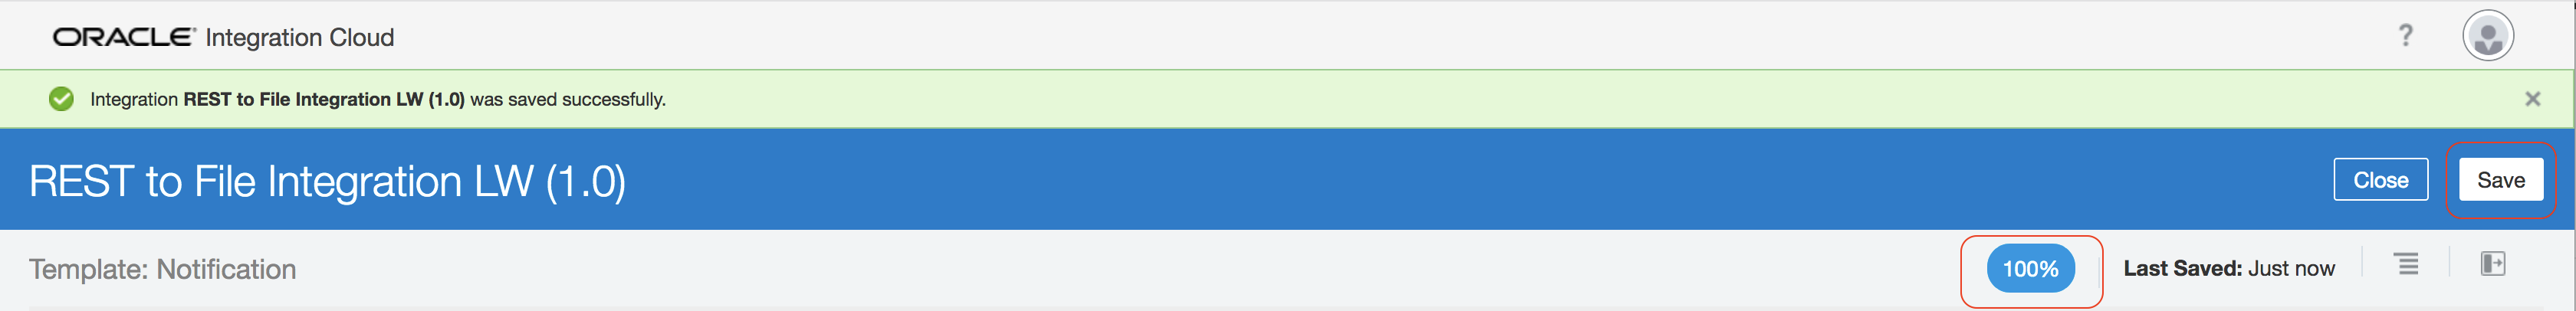 ORACLE® Integration Cloud ?
Integration REST to File Integration LW (1.0) was saved successfully.
REST to File Integration LW (1.0) Close Save
Template: Notification 100% Last Saved: Just now